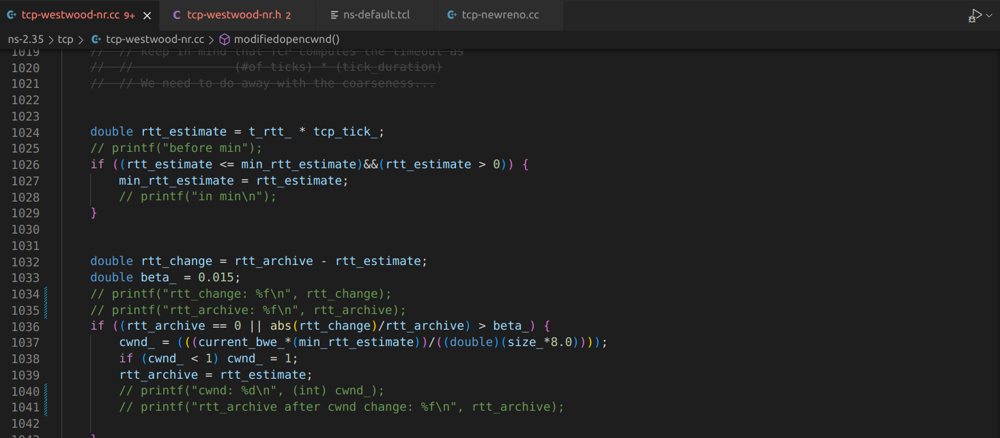 tcp-westwood-nr.cc 9+ × C tcp-westwood-nr.h 2 ns-default.tcl tcp-newreno.cc
ns-2.35 > tcp > tcp-westwood-nr.cc > modifiedopencwnd()
1019 // // keep in mind that TCP computes the timeout as
1020 // // (#of ticks) * (tick_duration)
1021 // // We need to do away with the coarseness...
1022
1023
1024 double rtt_estimate = t_rtt_ * tcp_tick_;
1025 // printf("before min");
1026 if ((rtt_estimate <= min_rtt_estimate)&&(rtt_estimate > 0)) {
1027 min_rtt_estimate = rtt_estimate;
1028 // printf("in min\n");
1029 }
1030
1031
1032 double rtt_change = rtt_archive - rtt_estimate;
1033 double beta_ = 0.015;
1034 // printf("rtt_change: %f\n", rtt_change);
1035 // printf("rtt_archive: %f\n", rtt_archive);
1036 if ((rtt_archive == 0 || abs(rtt_change)/rtt_archive) > beta_) {
1037 cwnd_ = (((current_bwe_*(min_rtt_estimate))/((double)(size_*8.0))));
1038 if (cwnd_ < 1) cwnd_ = 1;
1039 rtt_archive = rtt_estimate;
1040 // printf("cwnd: %d\n", (int) cwnd_);
1041 // printf("rtt_archive after cwnd change: %f\n", rtt_archive);
1042
1043 }